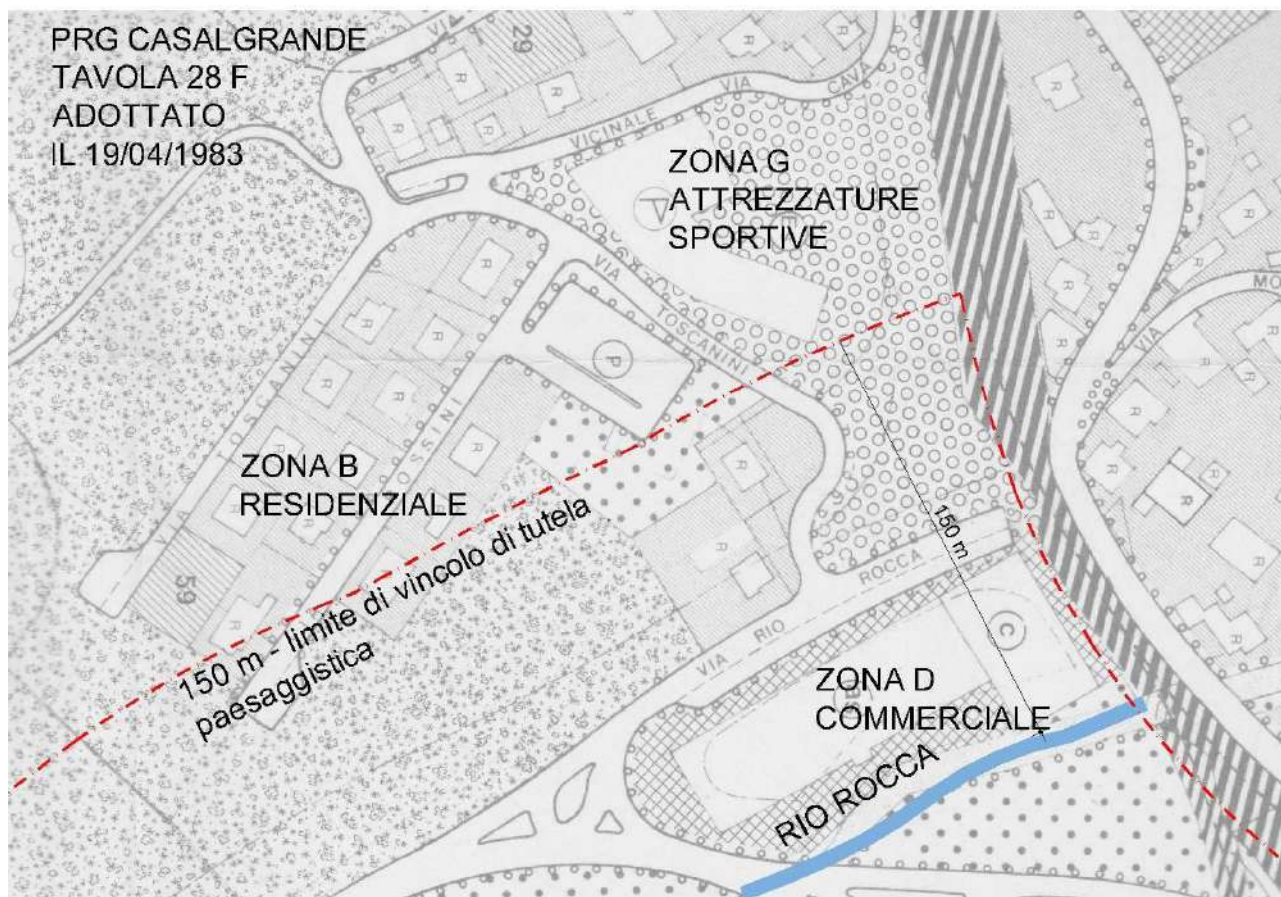 PRG CASALGRANDE
TAVOLA 28 F
ADOTTATO
IL 19/04/1983
VIA
29
VIA VICINALE CAVA
ZONA G
ATTREZZATURE
SPORTIVE
VIA TOSCANINI
P
VIA TOSCANINI
ZONA B
RESIDENZIALE
59
150 m - limite di vincolo di tutela
paesaggistica
150 m
VIA RIO ROCCA
C
ZONA D
COMMERCIALE
RIO ROCCA
VIA
MO
R
R
R
R
R
R
R
R
R
R
R
R
R